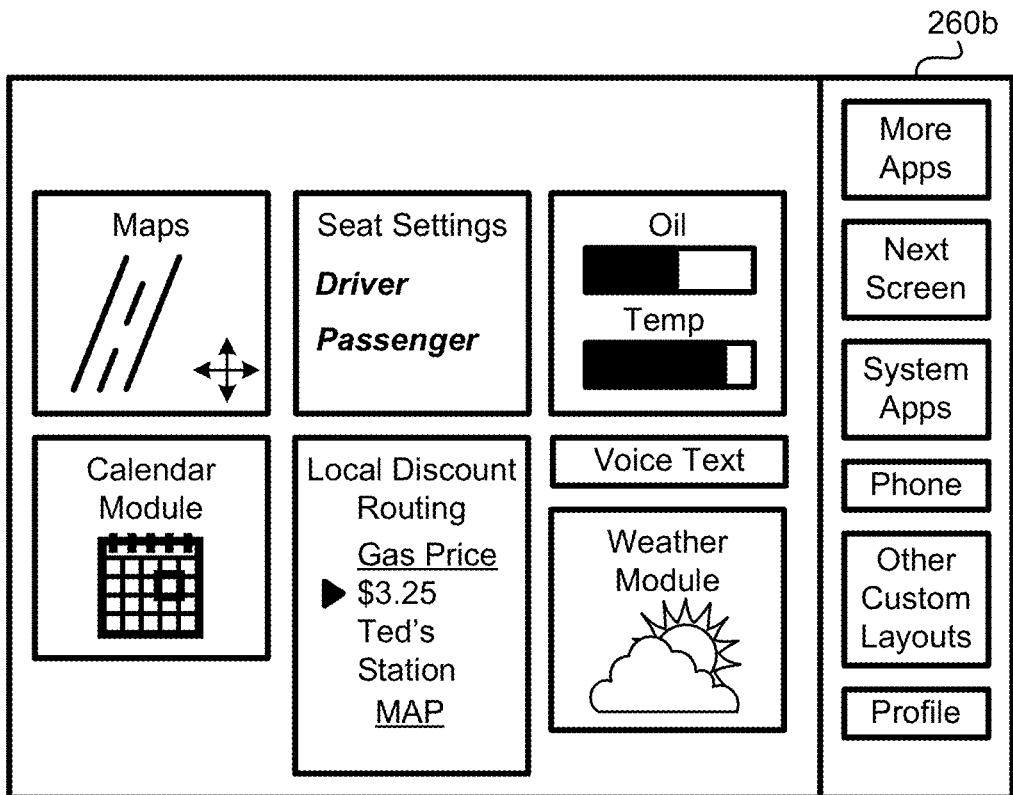 260b
Maps
Seat Settings
Driver
Passenger
Oil
Temp
Calendar
Module
Local Discount
Routing
Gas Price
$3.25
Ted's
Station
MAP
Voice Text
Weather
Module
More
Apps
Next
Screen
System
Apps
Phone
Other
Custom
Layouts
Profile